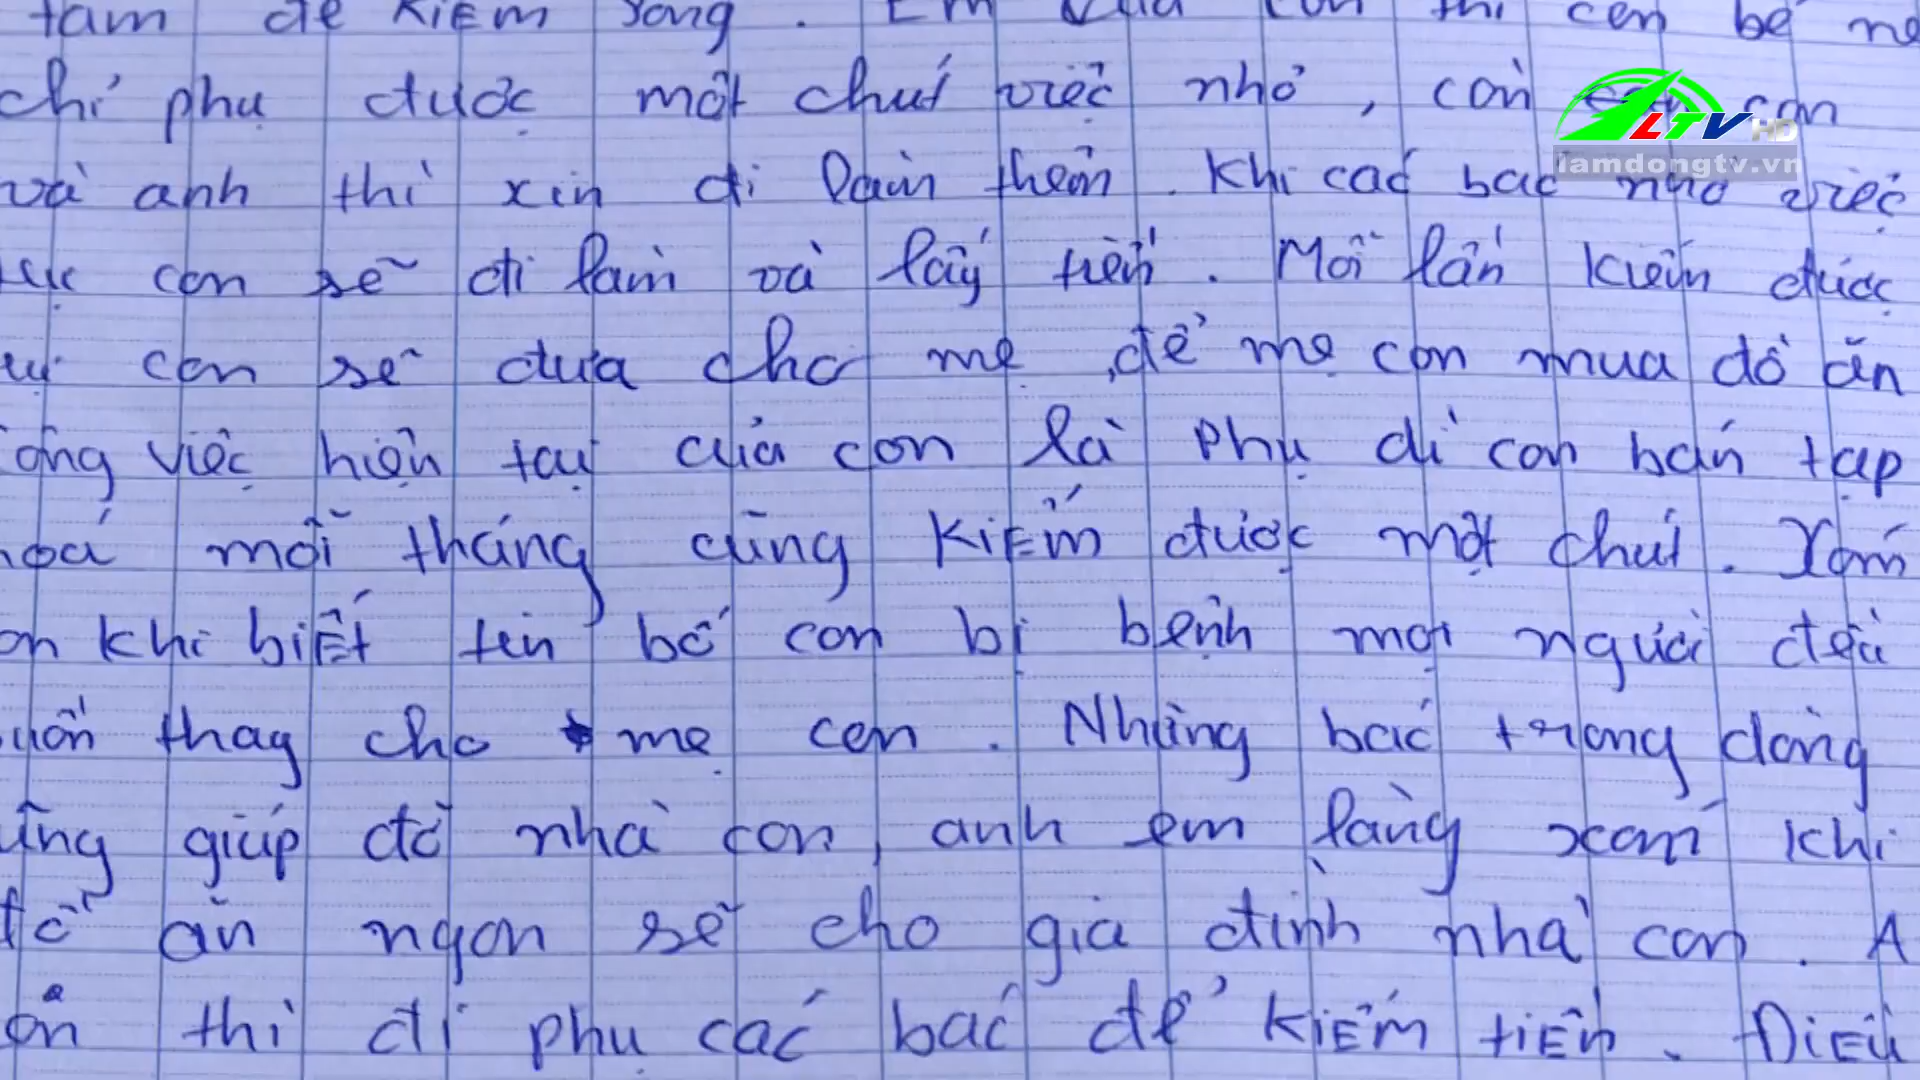 làm để kiếm sống . Em của con thì còn bé
chỉ phụ được một chút việc nhỏ , còn con
và anh thì xin đi làm thêm . Khi các bác nhờ việc
con sẽ đi làm và lấy tiền . Mỗi lần kiếm được
con sẽ đưa cho mẹ để mẹ con mua đồ ăn
công việc hiện tại của con là phụ dì con bán tạp
hoá mỗi tháng cũng kiếm được một chút . Xóm
khi biết tin bố con bị bệnh mọi người đều
thay cho mẹ con . Những bác trong dòng
giúp đỡ nhà con , anh em làng xóm khi
đồ ăn ngon sẽ cho gia đình nhà con . A
thì đi phụ các bác để kiếm tiền . Điều
LTV HD
lamdongtv.vn